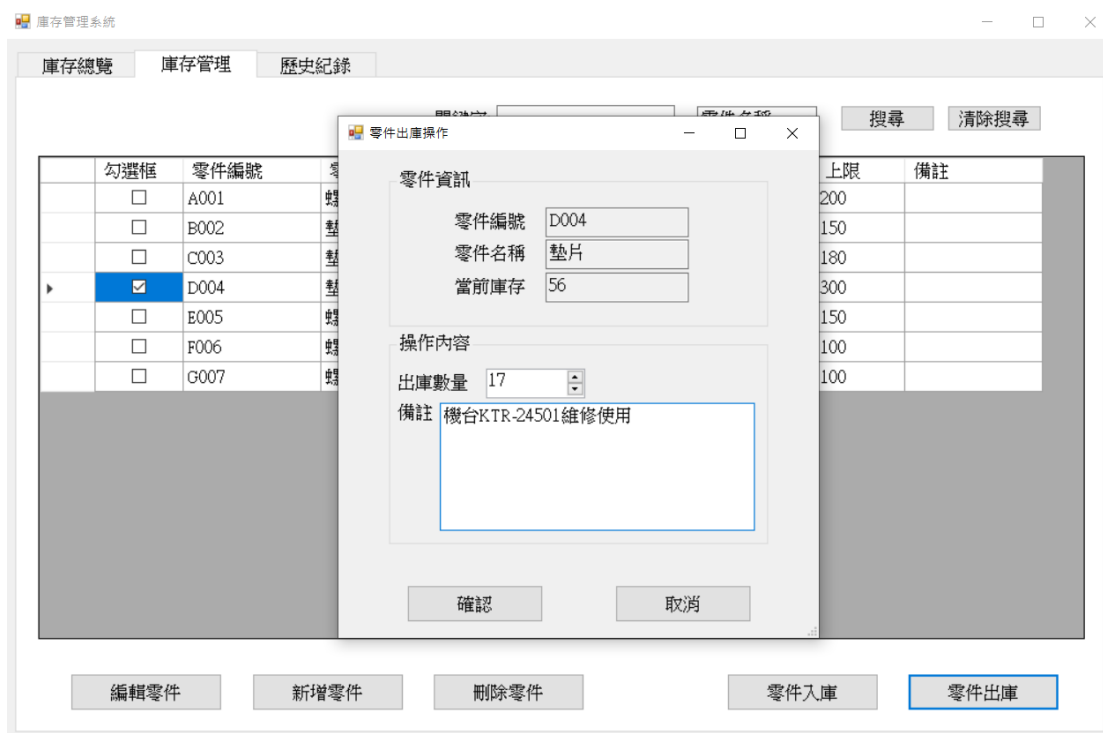 庫存管理系統
庫存總覽 庫存管理 歷史紀錄
搜尋 清除搜尋
零件出庫操作
勾選框 零件編號 上限 備註
A001 200
B002 150
C003 180
D004 300
E005 150
F006 100
G007 100
零件資訊
零件編號 D004
零件名稱 墊片
當前庫存 56
操作內容
出庫數量 17
備註 機台KTR-24501維修使用
確認 取消
編輯零件 新增零件 刪除零件 零件入庫 零件出庫